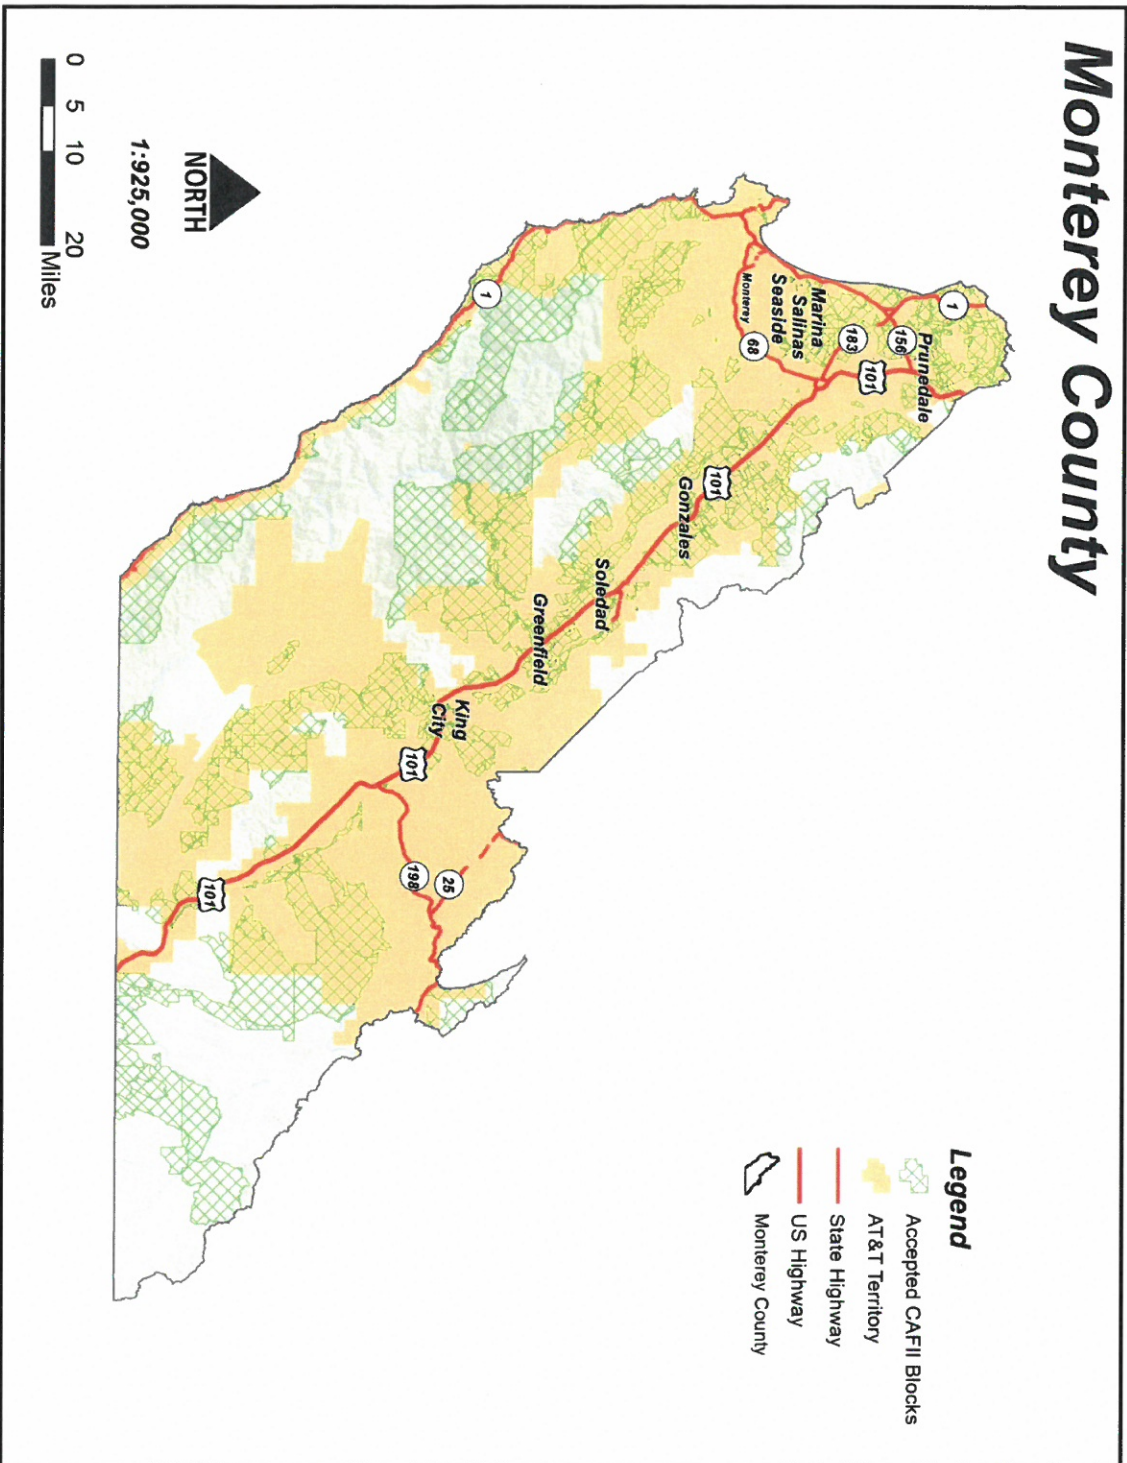 Monterey County
Legend
Accepted CAFII Blocks
AT&T Territory
State Highway
US Highway
Monterey County
1
156
Prunedale
183
101
Marina
Salinas
Seaside
Monterey
68
101
Gonzales
Soledad
Greenfield
1
King
City
101
25
198
101
NORTH
1:925,000
0 5 10 20
Miles